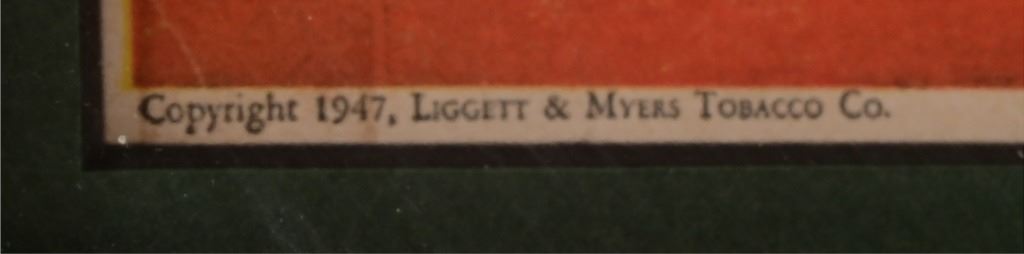 Copyright 1947, LIGGETT & MYERS TOBACCO CO.